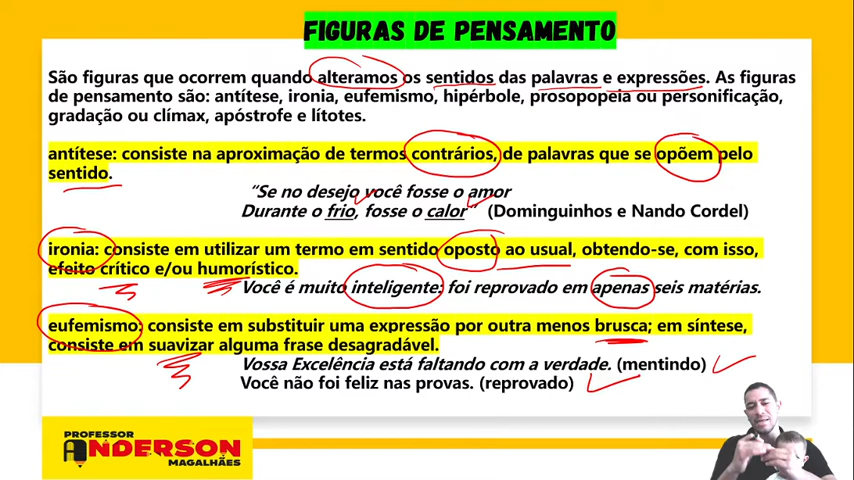 FIGURAS DE PENSAMENTO
São figuras que ocorrem quando alteramos os sentidos das palavras e expressões. As figuras
de pensamento são: antítese, ironia, eufemismo, hipérbole, prosopopeia ou personificação,
gradação ou clímax, apóstrofe e lítotes.
antítese: consiste na aproximação de termos contrários, de palavras que se opõem pelo
sentido.
“Se no desejo você fosse o amor
Durante o frio, fosse o calor” (Dominguinhos e Nando Cordel)
ironia: consiste em utilizar um termo em sentido oposto ao usual, obtendo-se, com isso,
efeito crítico e/ou humorístico.
Você é muito inteligente: foi reprovado em apenas seis matérias.
eufemismo: consiste em substituir uma expressão por outra menos brusca; em síntese,
consiste em suavizar alguma frase desagradável.
Vossa Excelência está faltando com a verdade. (mentindo)
Você não foi feliz nas provas. (reprovado)
PROFESSOR
ANDERSON
MAGALHÃES